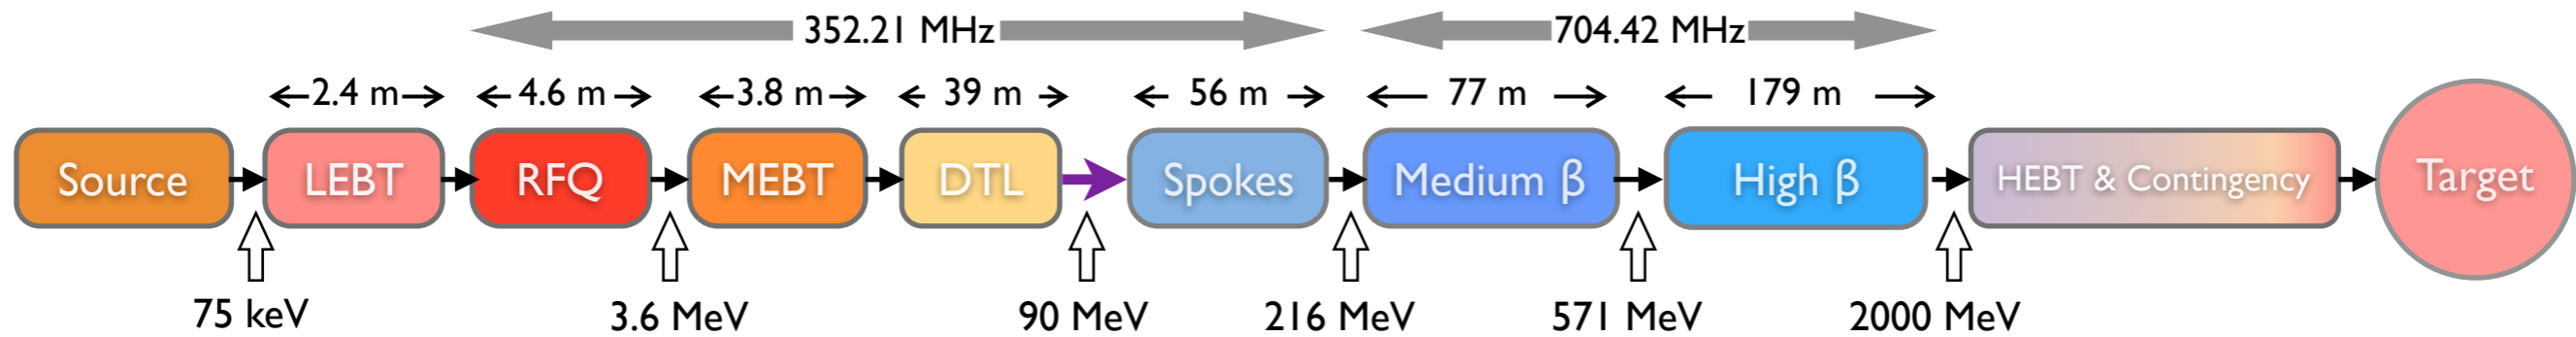 352.21 MHz 704.42 MHz
2.4 m 4.6 m 3.8 m 39 m 56 m 77 m 179 m
Source LEBT RFQ MEBT DTL Spokes Medium β High β HEBT & Contingency Target
75 keV 3.6 MeV 90 MeV 216 MeV 571 MeV 2000 MeV